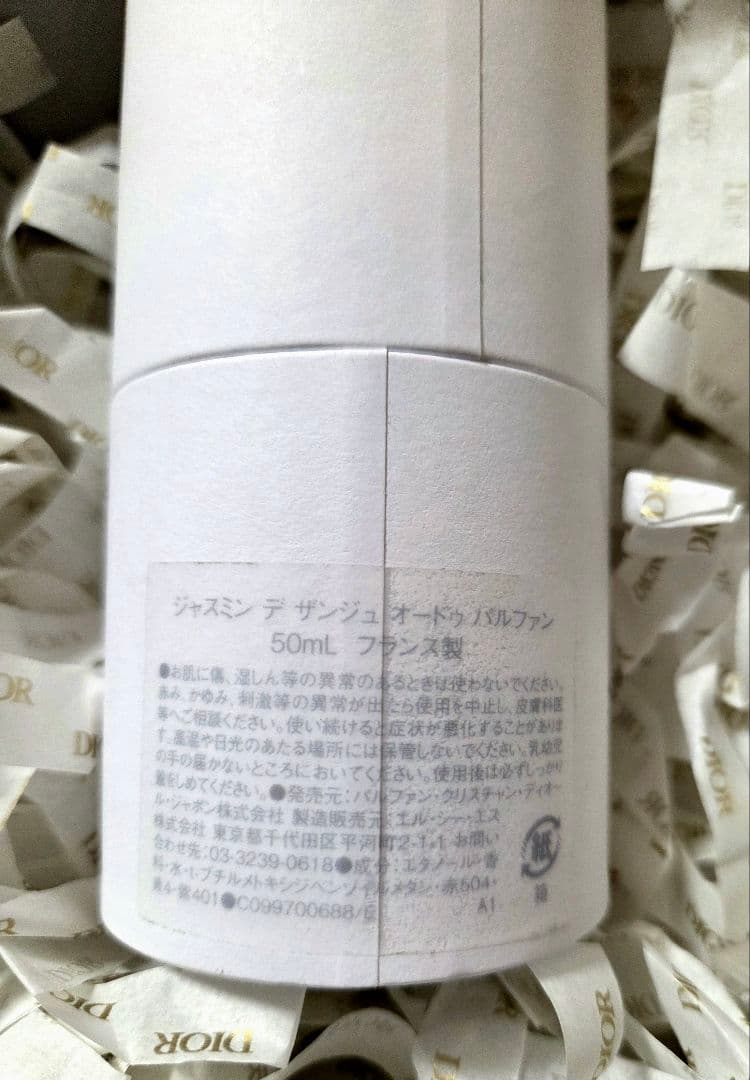 ジャスミン デ ザンジュ オードゥ パルファン
50mL フランス製
●お肌に傷、湿しん等の異常のあるときは使わないでください。
赤み、かゆみ、刺激等の異常が出たら使用を中止し、皮膚科医
等へご相談ください。使い続けると症状が悪化することがありま
す。高温や日光のあたる場所には保管しないでください。乳幼児
の手の届かないところにおいてください。使用後は必ずしっかり
着をしめてください。●発売元:パルファン・クリスチャン・ディオー
ル・ジャポン株式会社 製造販売元:エル・シー・エス
株式会社 東京都千代田区平河町2-1-1 お問い
合わせ先:03-3239-0618●成分:エタノール・香
料・水・t-ブチルメトキシジベンゾイルメタン・赤504・
黄4・紫401●C099700688/E
A1
紙
箱
DIOR
DIOR
DIOR
DIOR
DIOR
DIOR
DIOR